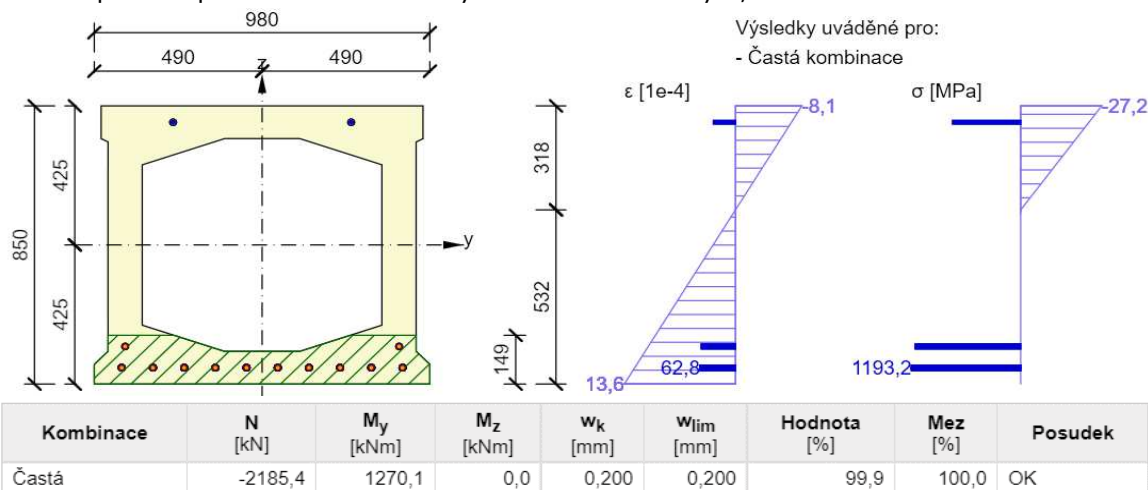 980
490
490
z
y
850
425
425
318
532
149
Výsledky uváděné pro:
- Častá kombinace
ε [1e-4]
-8,1
62,8
13,6
σ [MPa]
-27,2
1193,2
Kombinace N [kN] My [kNm] Mz [kNm] wk [mm] wlim [mm] Hodnota [%] Mez [%] Posudek
Častá -2185,4 1270,1 0,0 0,200 0,200 99,9 100,0 OK